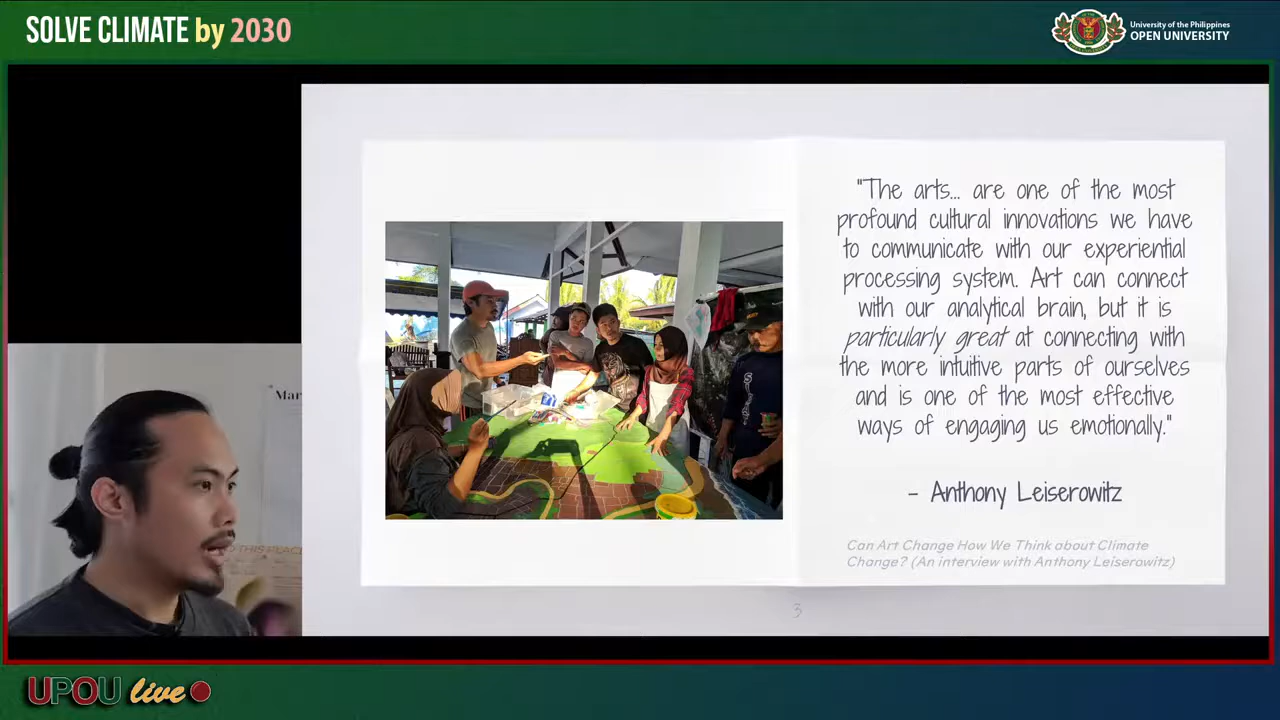 SOLVE CLIMATE by 2030
University of the Philippines
OPEN UNIVERSITY
"The arts... are one of the most
profound cultural innovations we have
to communicate with our experiential
processing system. Art can connect
with our analytical brain, but it is
particularly great at connecting with
the more intuitive parts of ourselves
and is one of the most effective
ways of engaging us emotionally."
- Anthony Leiserowitz
Can Art Change How We Think about Climate
Change? (An interview with Anthony Leiserowitz)
3
Mar
THIS PLACE
UPOU live